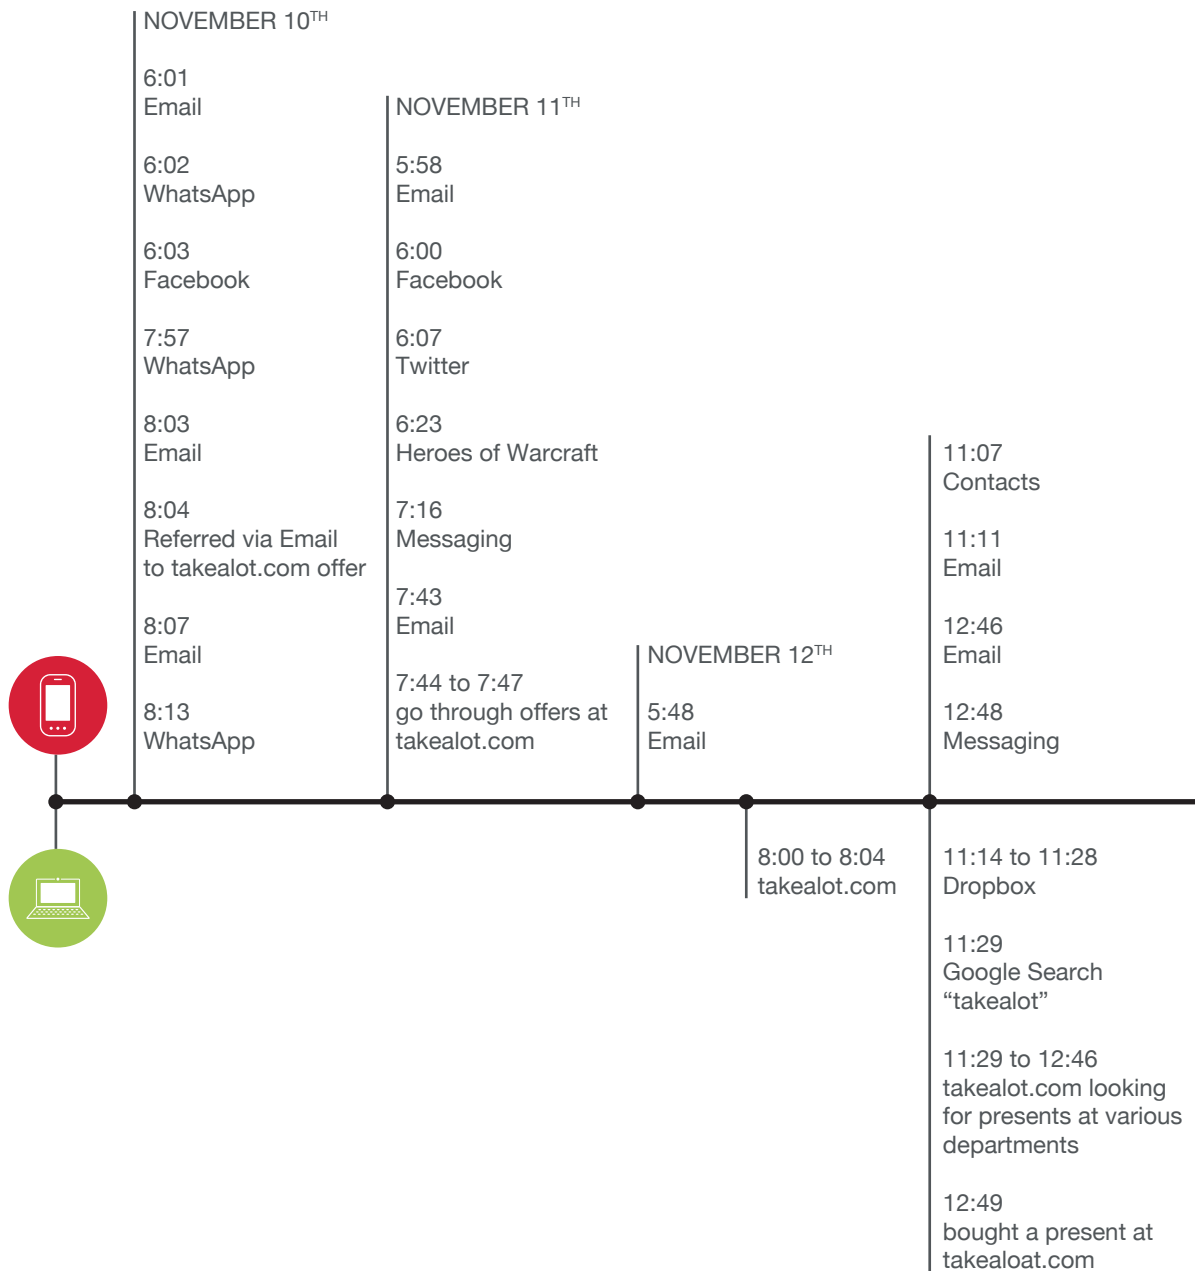 NOVEMBER 10TH
6:01
Email
6:02
WhatsApp
6:03
Facebook
7:57
WhatsApp
8:03
Email
8:04
Referred via Email
to takealot.com offer
8:07
Email
8:13
WhatsApp
NOVEMBER 11TH
5:58
Email
6:00
Facebook
6:07
Twitter
6:23
Heroes of Warcraft
7:16
Messaging
7:43
Email
7:44 to 7:47
go through offers at
takealot.com
NOVEMBER 12TH
5:48
Email
8:00 to 8:04
takealot.com
11:07
Contacts
11:11
Email
12:46
Email
12:48
Messaging
11:14 to 11:28
Dropbox
11:29
Google Search
“takealot”
11:29 to 12:46
takealot.com looking
for presents at various
departments
12:49
bought a present at
takealoat.com